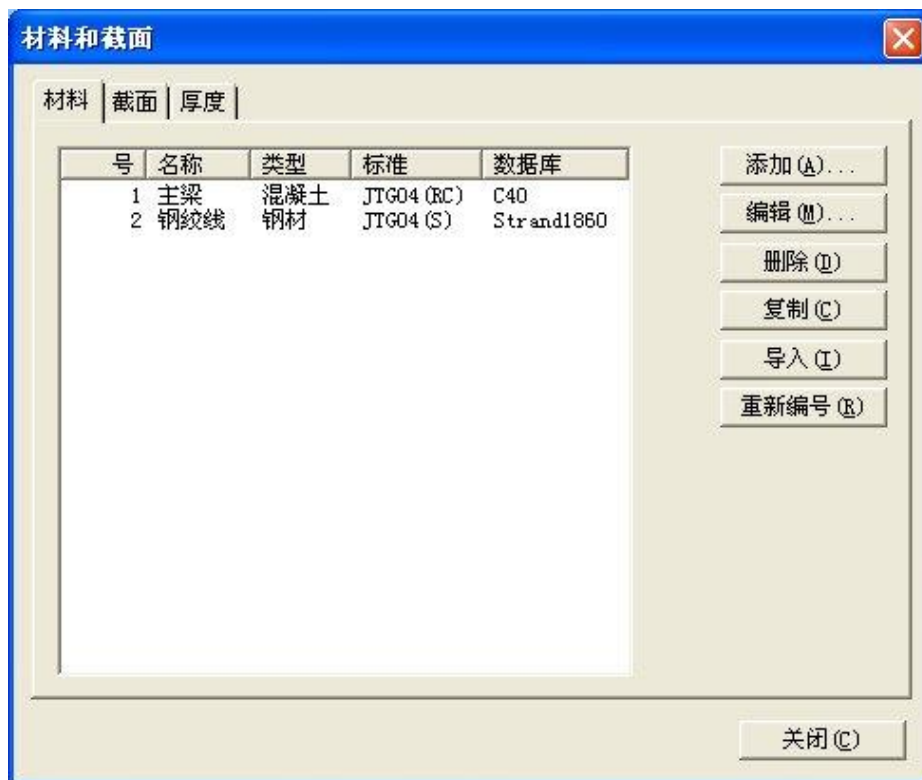 材料和截面
材料 截面 厚度
号 名称 类型 标准 数据库
1 主梁 混凝土 JTG04(RC) C40
2 钢绞线 钢材 JTG04(S) Strand1860
添加(A)...
编辑(M)...
删除(D)
复制(C)
导入(I)
重新编号(R)
关闭(C)